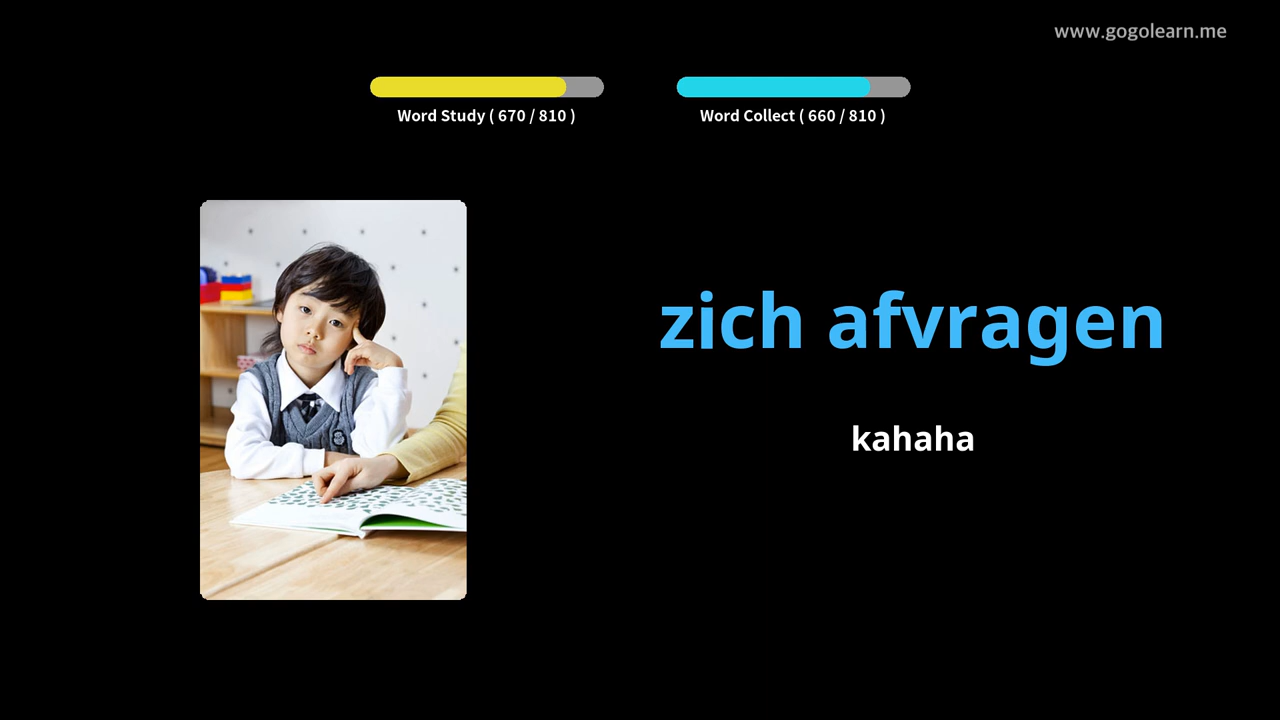 www.gogolearn.me
Word Study ( 670 / 810 )
Word Collect ( 660 / 810 )
zich afvragen
kahaha